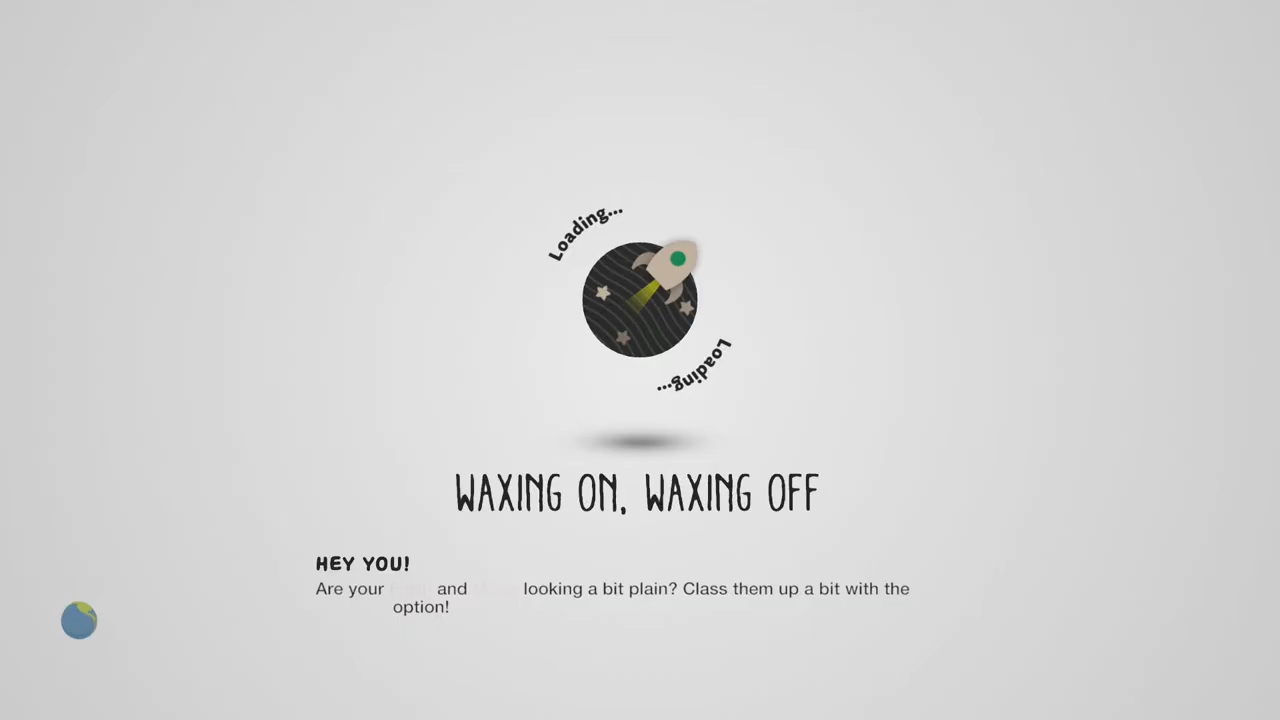 Loading...
Loading...
WAXING ON, WAXING OFF
HEY YOU!
Are your and looking a bit plain? Class them up a bit with the
option!